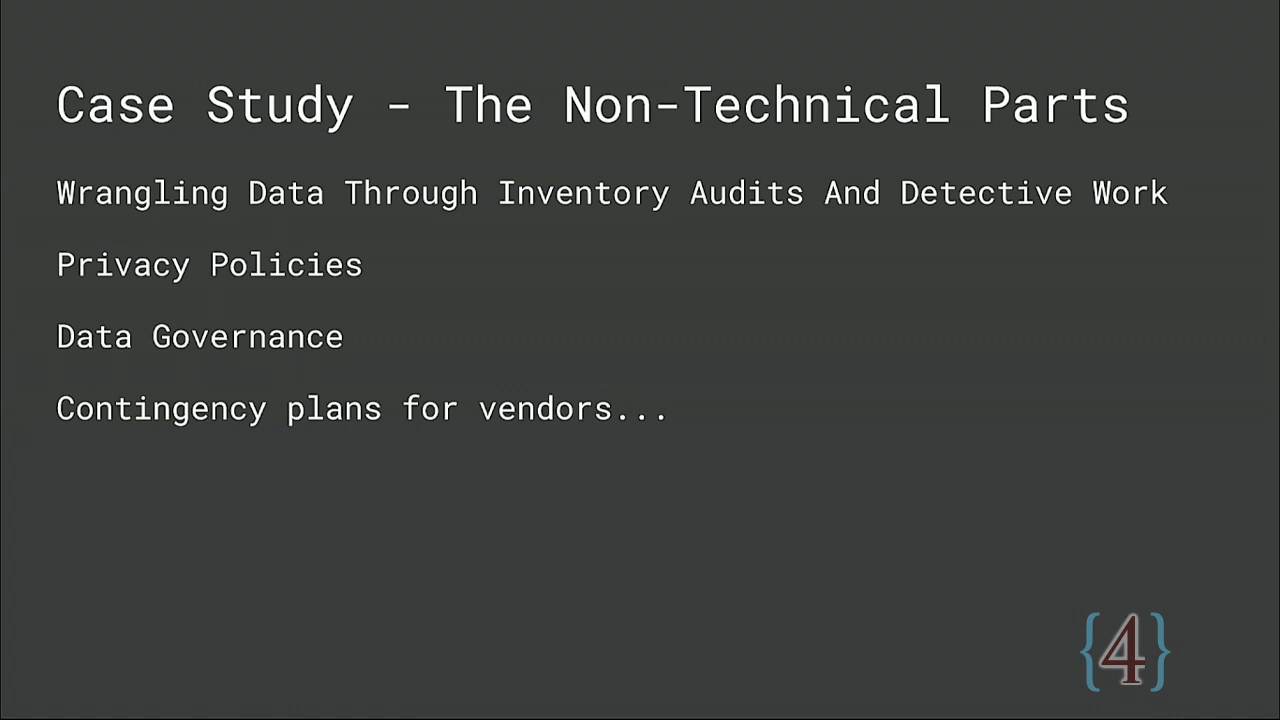 Case Study - The Non-Technical Parts
Wrangling Data Through Inventory Audits And Detective Work
Privacy Policies
Data Governance
Contingency plans for vendors...
{4}